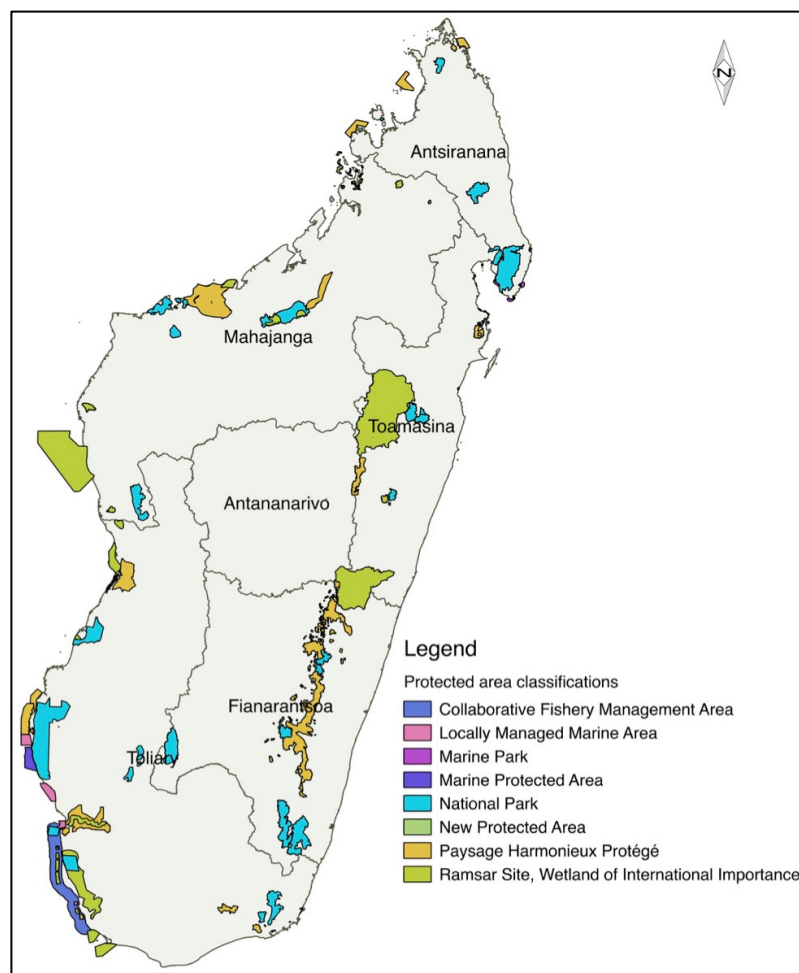 N
Antsiranana
Mahajanga
Toamasina
Antananarivo
Fianarantsoa
Toliary
Legend
Protected area classifications
Collaborative Fishery Management Area
Locally Managed Marine Area
Marine Park
Marine Protected Area
National Park
New Protected Area
Paysage Harmonieux Protégé
Ramsar Site, Wetland of International Importance